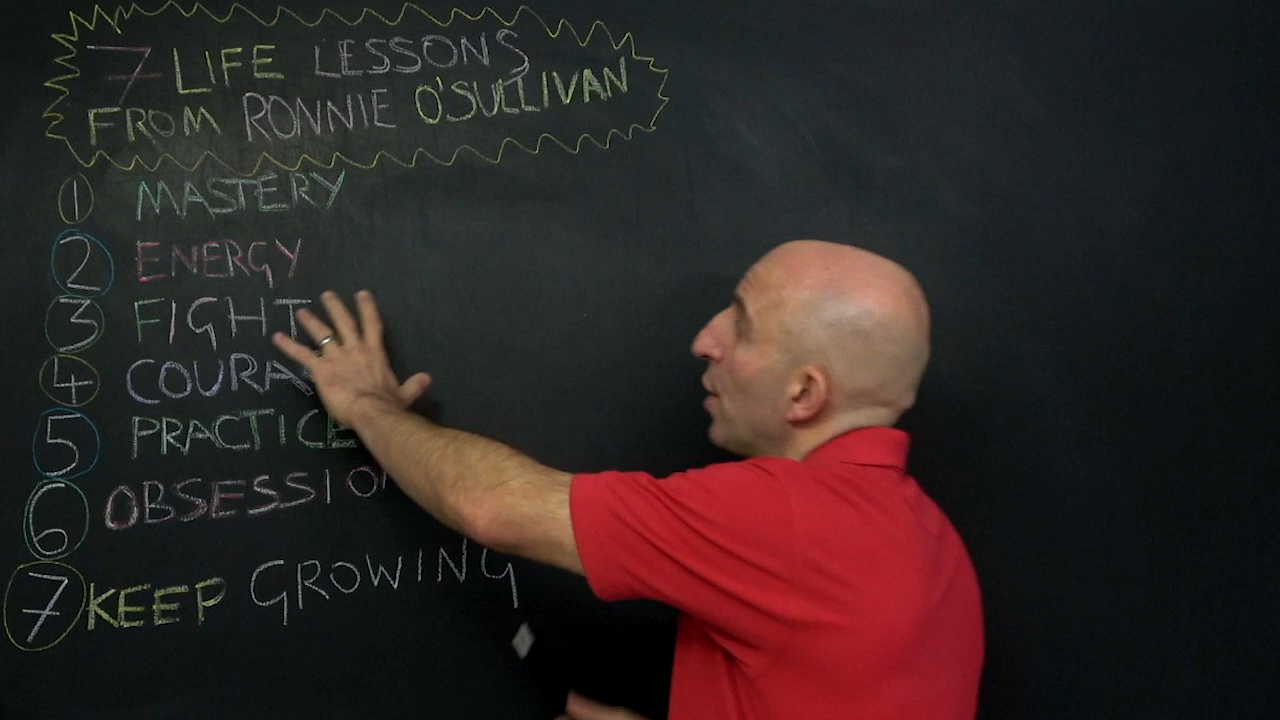 7 LIFE LESSONS
FROM RONNIE O'SULLIVAN
1 MASTERY
2 ENERGY
3 FIGHT
4
5 PRACTICE
6 OBSESSION
7 KEEP GROWING